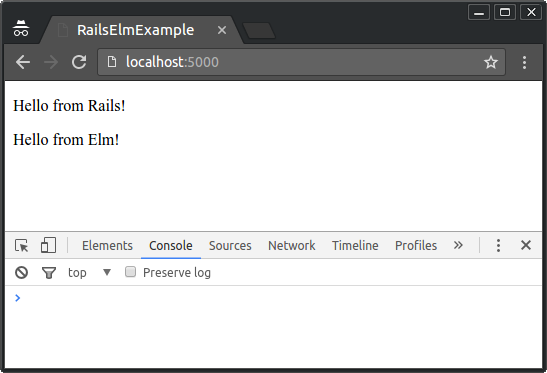 RailsElmExample
localhost:5000
Hello from Rails!
Hello from Elm!
Elements Console Sources Network Timeline Profiles
top Preserve log